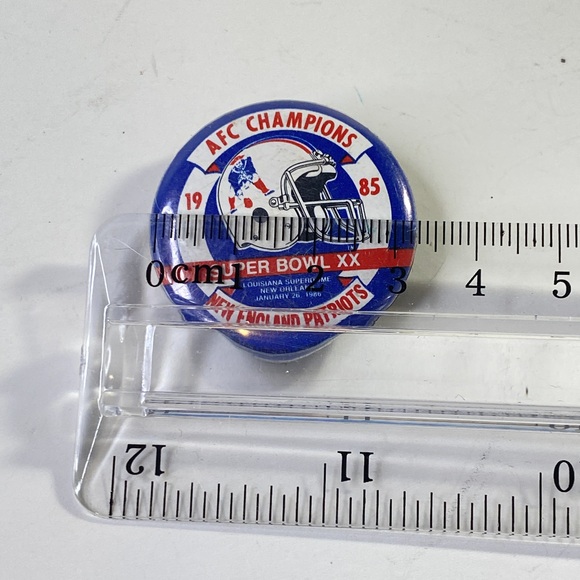 AFC CHAMPIONS
19 85
SUPER BOWL XX
LOUISIANA SUPERDOME
NEW ORLEANS
JANUARY 26, 1986
NEW ENGLAND PATRIOTS
0cm 1 2 3 4 5
12 11 0